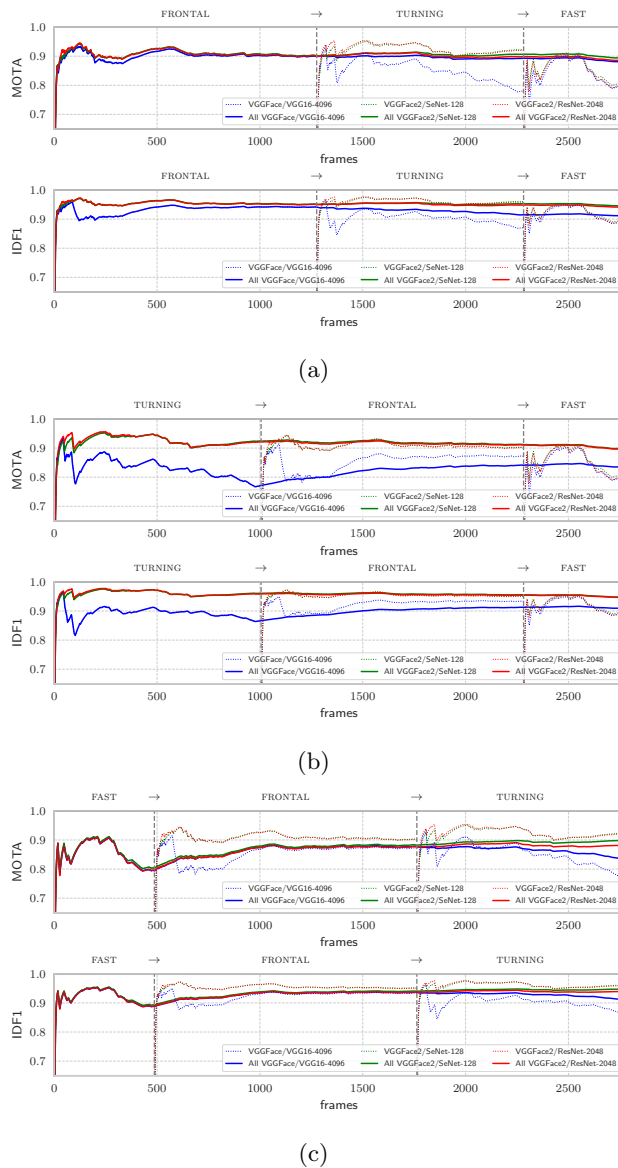 FRONTAL → TURNING → FAST
1.0
0.9
0.8
0.7
MOTA
VGGFace/VGG16-4096 VGGFace2/SeNet-128 VGGFace2/ResNet-2048
All VGGFace/VGG16-4096 All VGGFace2/SeNet-128 All VGGFace2/ResNet-2048
0 500 1000 1500 2000 2500
frames
FRONTAL → TURNING → FAST
1.0
0.9
0.8
0.7
IDF1
VGGFace/VGG16-4096 VGGFace2/SeNet-128 VGGFace2/ResNet-2048
All VGGFace/VGG16-4096 All VGGFace2/SeNet-128 All VGGFace2/ResNet-2048
0 500 1000 1500 2000 2500
frames
(a)
TURNING → FRONTAL → FAST
1.0
0.9
0.8
0.7
MOTA
VGGFace/VGG16-4096 VGGFace2/SeNet-128 VGGFace2/ResNet-2048
All VGGFace/VGG16-4096 All VGGFace2/SeNet-128 All VGGFace2/ResNet-2048
0 500 1000 1500 2000 2500
frames
TURNING → FRONTAL → FAST
1.0
0.9
0.8
0.7
IDF1
VGGFace/VGG16-4096 VGGFace2/SeNet-128 VGGFace2/ResNet-2048
All VGGFace/VGG16-4096 All VGGFace2/SeNet-128 All VGGFace2/ResNet-2048
0 500 1000 1500 2000 2500
frames
(b)
FAST → FRONTAL → TURNING
1.0
0.9
0.8
0.7
MOTA
VGGFace/VGG16-4096 VGGFace2/SeNet-128 VGGFace2/ResNet-2048
All VGGFace/VGG16-4096 All VGGFace2/SeNet-128 All VGGFace2/ResNet-2048
0 500 1000 1500 2000 2500
frames
FAST → FRONTAL → TURNING
1.0
0.9
0.8
0.7
IDF1
VGGFace/VGG16-4096 VGGFace2/SeNet-128 VGGFace2/ResNet-2048
All VGGFace/VGG16-4096 All VGGFace2/SeNet-128 All VGGFace2/ResNet-2048
0 500 1000 1500 2000 2500
frames
(c)